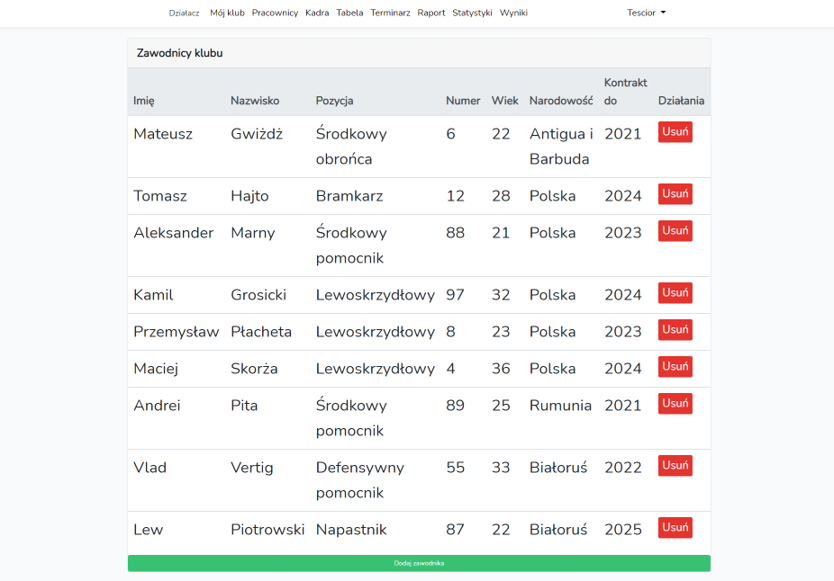 Działacz Mój klub Pracownicy Kadra Tabela Terminarz Raport Statystyki Wyniki Tescior
Zawodnicy klubu
Imię Nazwisko Pozycja Numer Wiek Narodowość Kontrakt do Działania
Mateusz Gwiżdż Środkowy obrońca 6 22 Antigua i Barbuda 2021 Usuń
Tomasz Hajto Bramkarz 12 28 Polska 2024 Usuń
Aleksander Marny Środkowy pomocnik 88 21 Polska 2023 Usuń
Kamil Grosicki Lewoskrzydłowy 97 32 Polska 2024 Usuń
Przemysław Płacheta Lewoskrzydłowy 8 23 Polska 2023 Usuń
Maciej Skorża Lewoskrzydłowy 4 36 Polska 2024 Usuń
Andrei Pita Środkowy pomocnik 89 25 Rumunia 2021 Usuń
Vlad Vertig Defensywny pomocnik 55 33 Białoruś 2022 Usuń
Lew Piotrowski Napastnik 87 22 Białoruś 2025 Usuń
Dodaj zawodnika